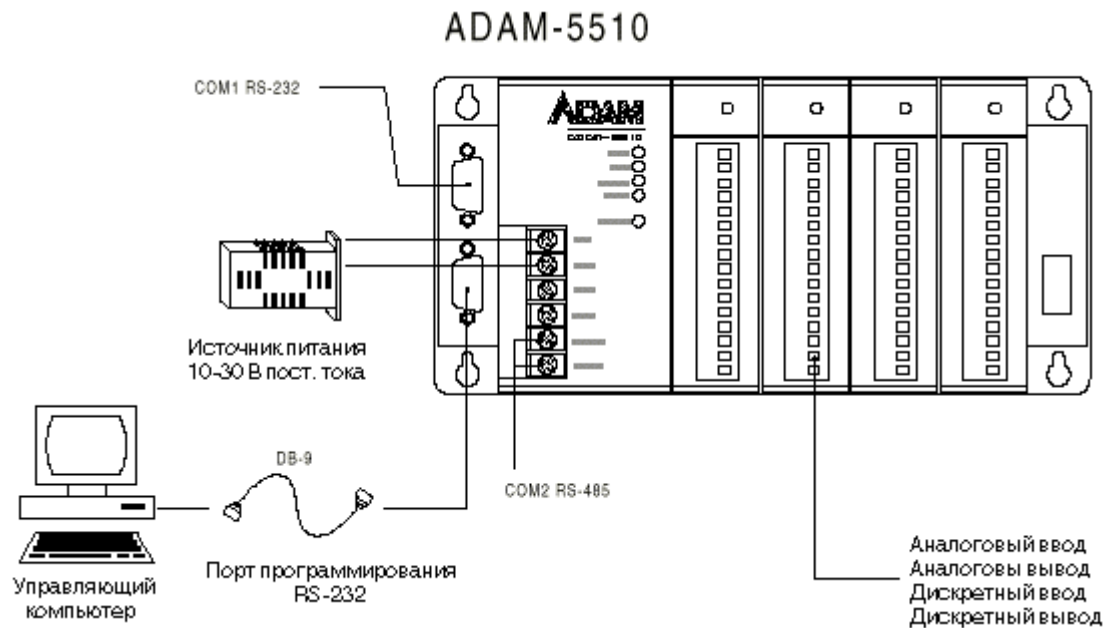 ADAM-5510
COM1 RS-232
ADAM
Источник питания
10-30 В пост. тока
DB-9
COM2 RS-485
Порт программирования
RS-232
Управляющий
компьютер
Аналоговый ввод
Аналоговы вывод
Дискретный ввод
Дискретный вывод